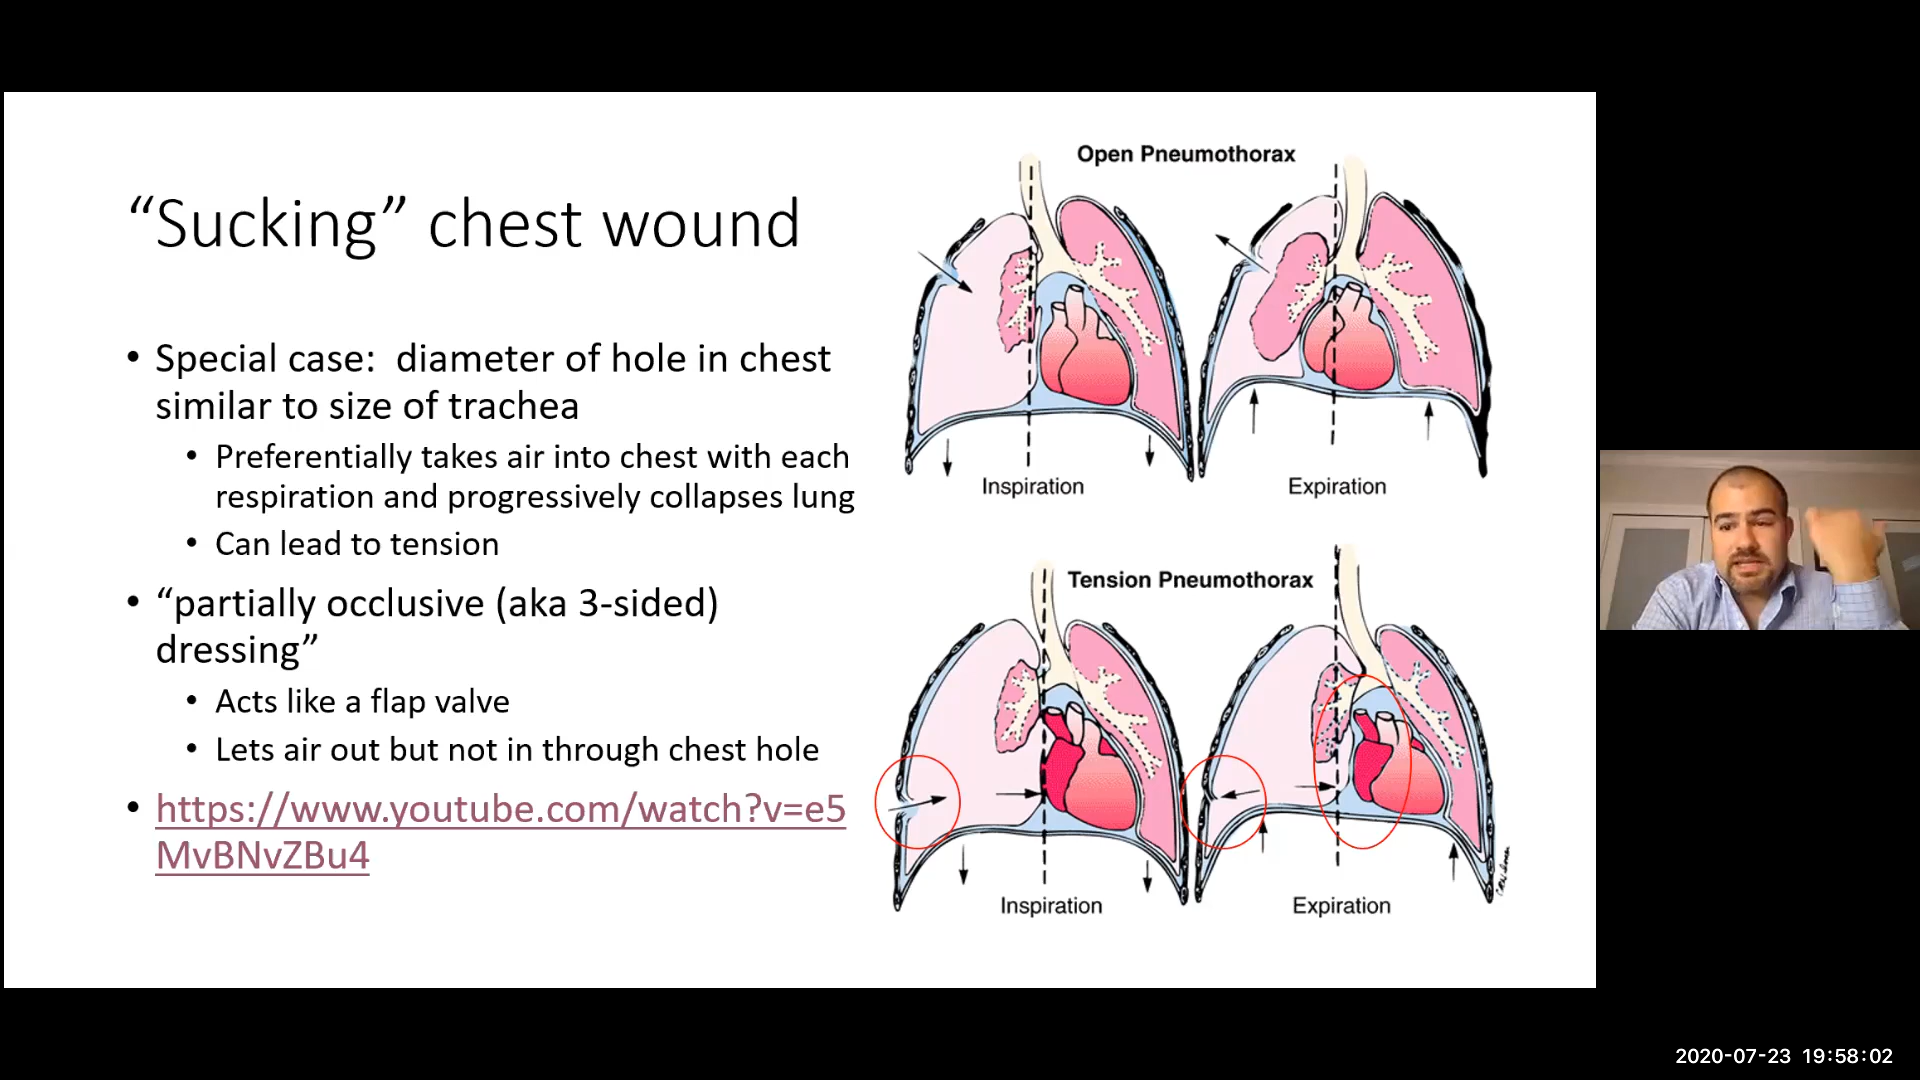 “Sucking” chest wound
• Special case:  diameter of hole in chest
similar to size of trachea
• Preferentially takes air into chest with each
respiration and progressively collapses lung
• Can lead to tension
• “partially occlusive (aka 3-sided)
dressing”
• Acts like a flap valve
• Lets air out but not in through chest hole
• https://www.youtube.com/watch?v=e5
MvBNvZBu4
Open Pneumothorax
Inspiration
Expiration
Tension Pneumothorax
Inspiration
Expiration
2020-07-23 19:58:02